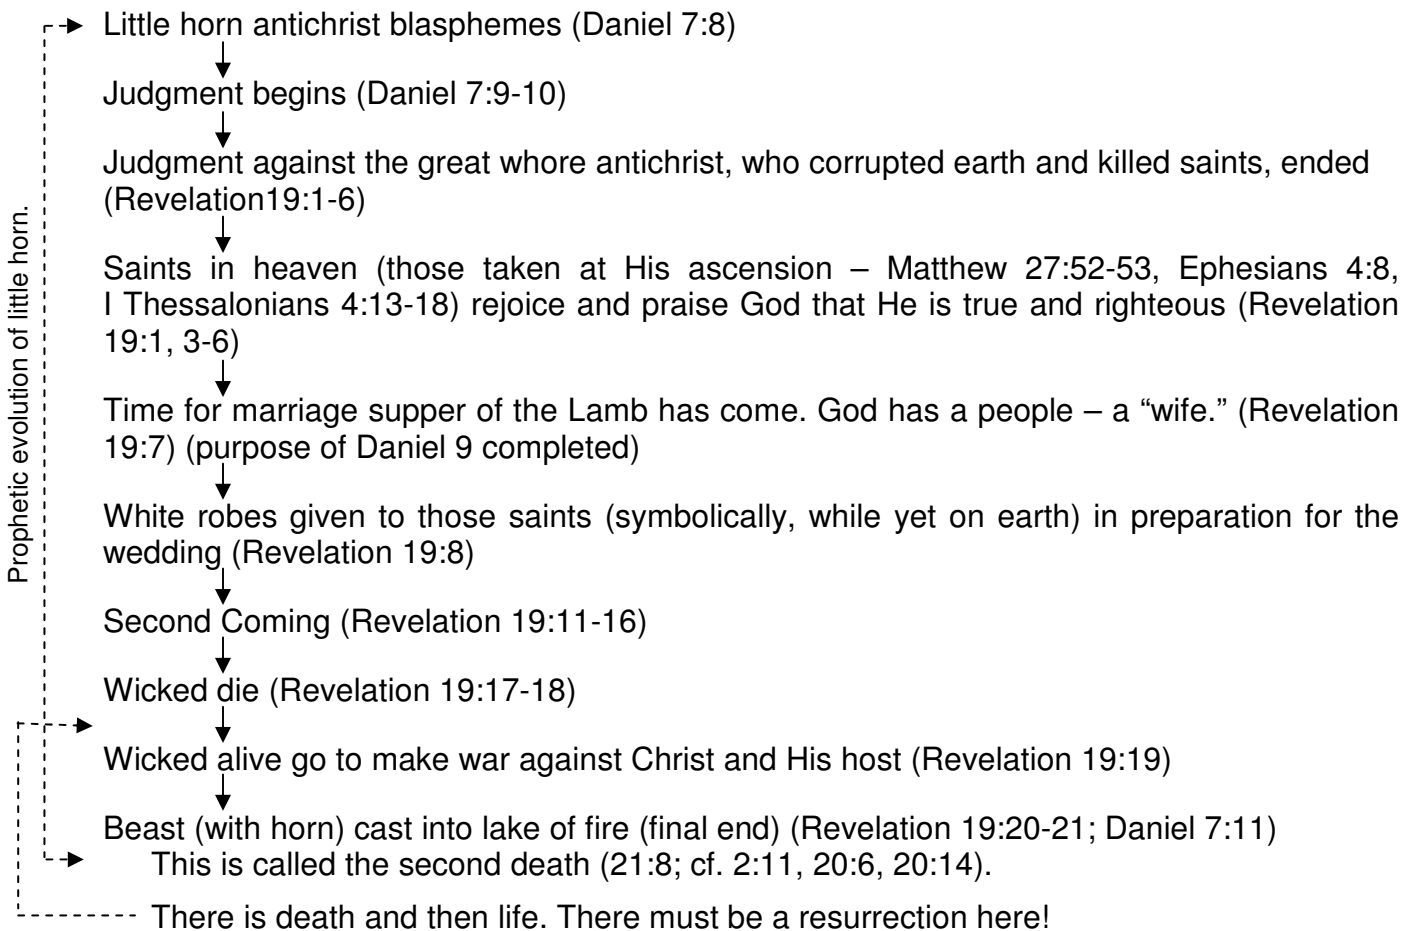 Little horn antichrist blasphemes (Daniel 7:8)
Judgment begins (Daniel 7:9-10)
Judgment against the great whore antichrist, who corrupted earth and killed saints, ended
(Revelation19:1-6)
Saints in heaven (those taken at His ascension – Matthew 27:52-53, Ephesians 4:8,
I Thessalonians 4:13-18) rejoice and praise God that He is true and righteous (Revelation
19:1, 3-6)
Time for marriage supper of the Lamb has come. God has a people – a “wife.” (Revelation
19:7) (purpose of Daniel 9 completed)
White robes given to those saints (symbolically, while yet on earth) in preparation for the
wedding (Revelation 19:8)
Second Coming (Revelation 19:11-16)
Wicked die (Revelation 19:17-18)
Wicked alive go to make war against Christ and His host (Revelation 19:19)
Beast (with horn) cast into lake of fire (final end) (Revelation 19:20-21; Daniel 7:11)
This is called the second death (21:8; cf. 2:11, 20:6, 20:14).
There is death and then life. There must be a resurrection here!
Prophetic evolution of little horn.